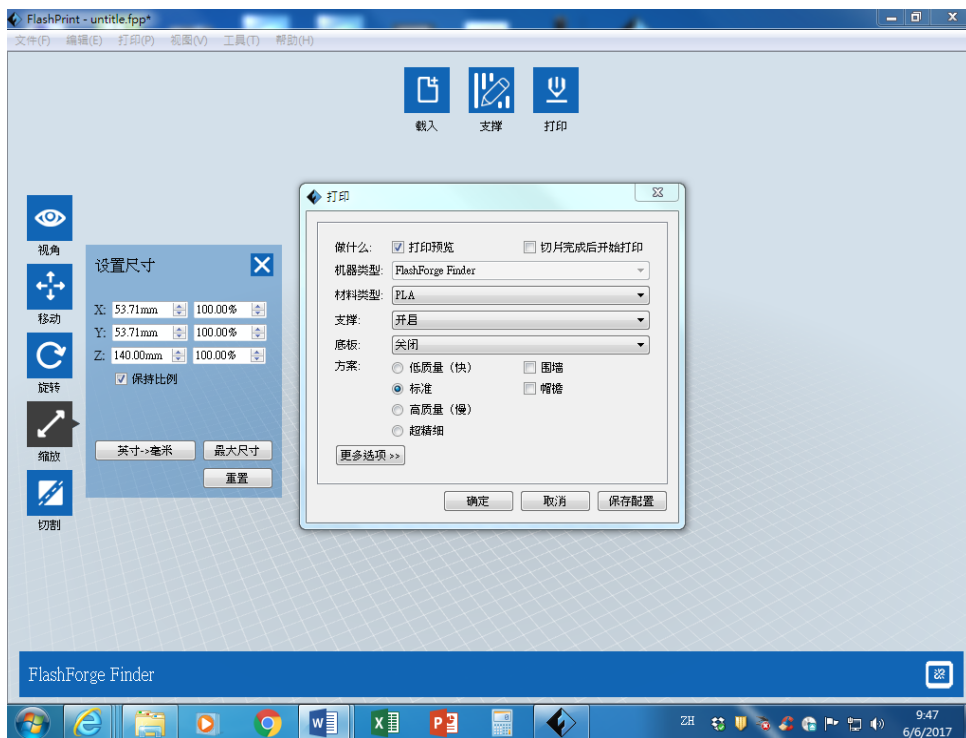 FlashPrint - untitle.fpp*
文件(F) 编辑(E) 打印(P) 视图(V) 工具(T) 帮助(H)
载入 支撑 打印
视角
移动
旋转
缩放
切割
设置尺寸
X: 53.71mm 100.00%
Y: 53.71mm 100.00%
Z: 140.00mm 100.00%
保持比例
英寸->毫米 最大尺寸
重置
打印
做什么: 打印预览 切片完成后开始打印
机器类型: FlashForge Finder
材料类型: PLA
支撑: 开启
底板: 关闭
方案: 低质量（快） 围墙
标准 帽檐
高质量（慢）
超精细
更多选项 >>
确定 取消 保存配置
FlashForge Finder
ZH
9:47
6/6/2017